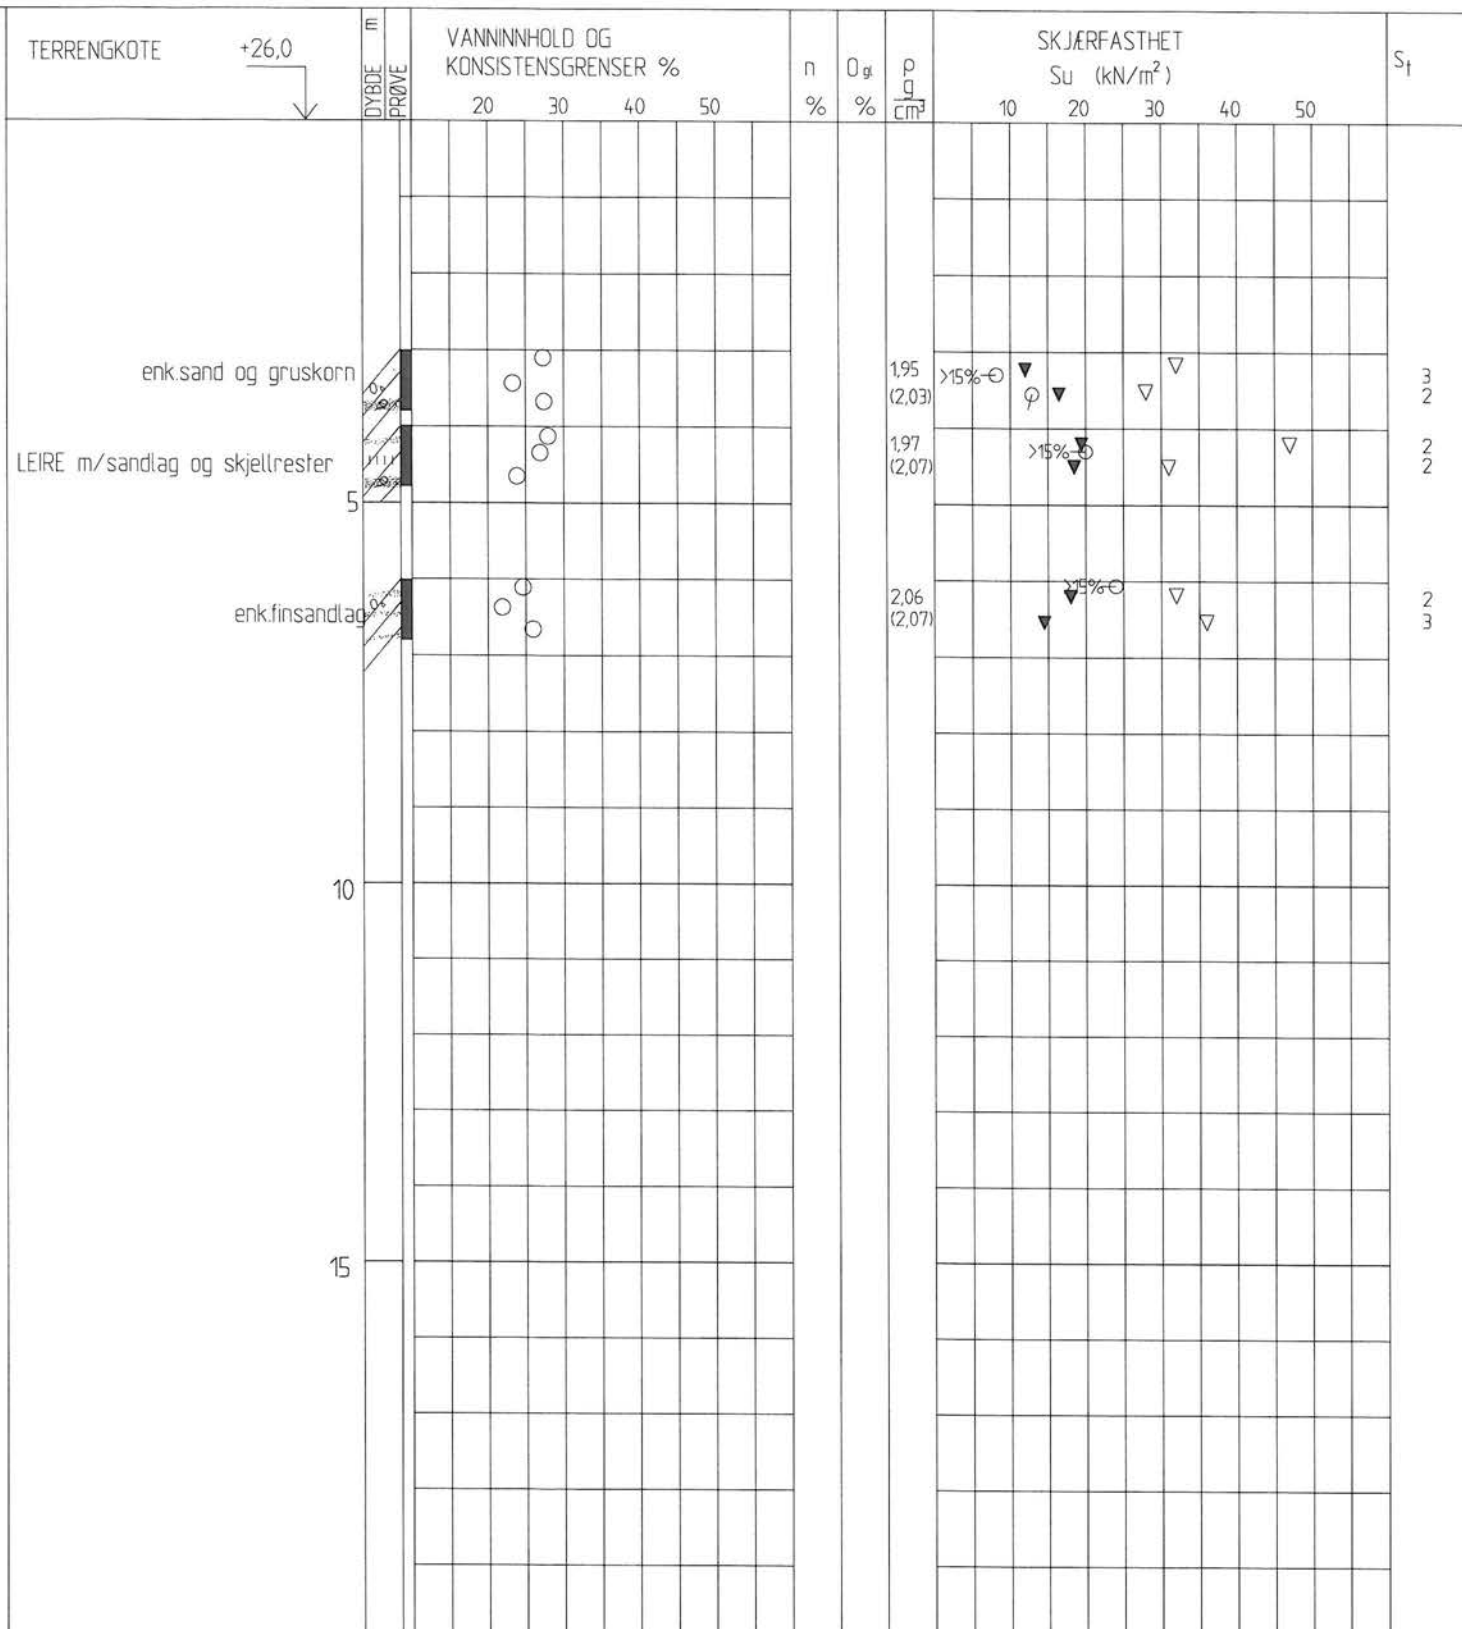 TERRENGKOTE +26,0
DYBDE m
PRØVE
VANNINNHOLD OG
KONSISTENSGRENSER %
20 30 40 50
n
%
O gl
%
ρ
g
cm³
SKJÆRFASTHET
Su (kN/m²)
10 20 30 40 50
St
enk.sand og gruskorn
1,95 >15% 3
(2,03) 2
LEIRE m/sandlag og skjellrester
1,97 >15% 2
(2,07) 2
5
enk.finsandlag
>15%
2,06 2
(2,07) 3
10
15